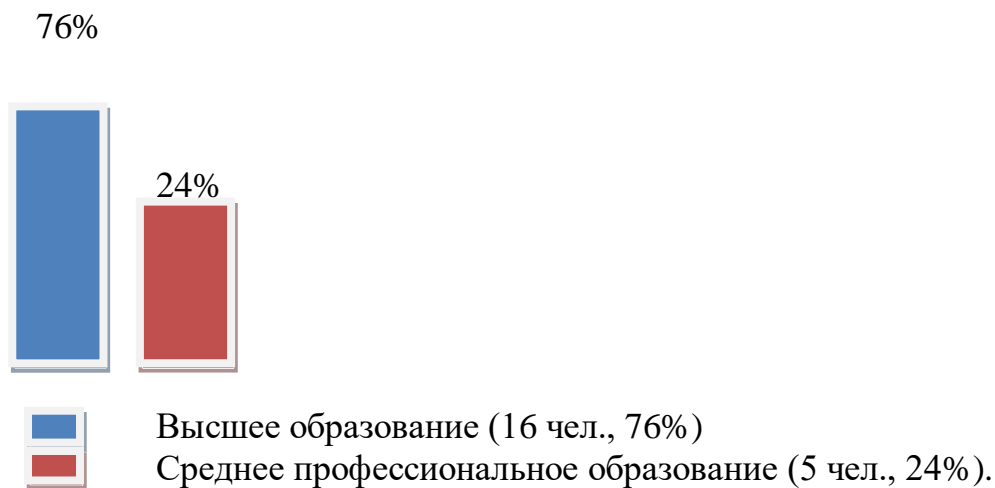 76%
24%
Высшее образование (16 чел., 76%)
Среднее профессиональное образование (5 чел., 24%).